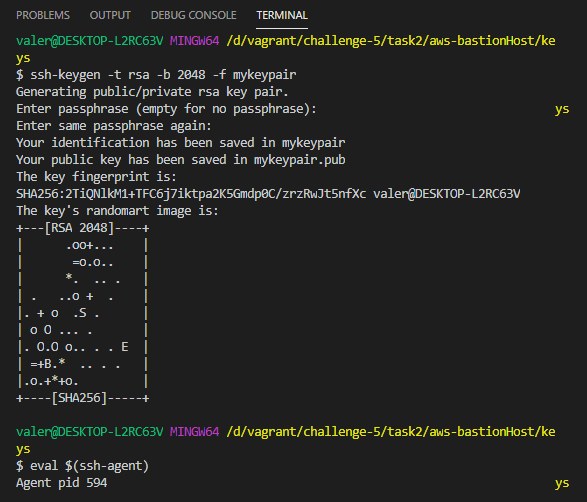 PROBLEMS OUTPUT DEBUG CONSOLE TERMINAL
valer@DESKTOP-L2RC63V MINGW64 /d/vagrant/challenge-5/task2/aws-bastionHost/ke
ys
$ ssh-keygen -t rsa -b 2048 -f mykeypair
Generating public/private rsa key pair.
Enter passphrase (empty for no passphrase): ys
Enter same passphrase again:
Your identification has been saved in mykeypair
Your public key has been saved in mykeypair.pub
The key fingerprint is:
SHA256:2TiQNlkM1+TFC6j7iktpa2K5Gmdp0C/zrzRwJt5nfXc valer@DESKTOP-L2RC63V
The key's randomart image is:
+---[RSA 2048]----+
|      .oo+...    |
|       =o.o..    |
|      *.  .. .   |
| .   ..o +  .    |
|. + o  .S .      |
| o O ... .       |
|. O.O o.. . . E  |
| =+B.*  .. . .   |
|.o.+*+o.         |
+----[SHA256]-----+
valer@DESKTOP-L2RC63V MINGW64 /d/vagrant/challenge-5/task2/aws-bastionHost/ke
ys
$ eval $(ssh-agent)
Agent pid 594 ys